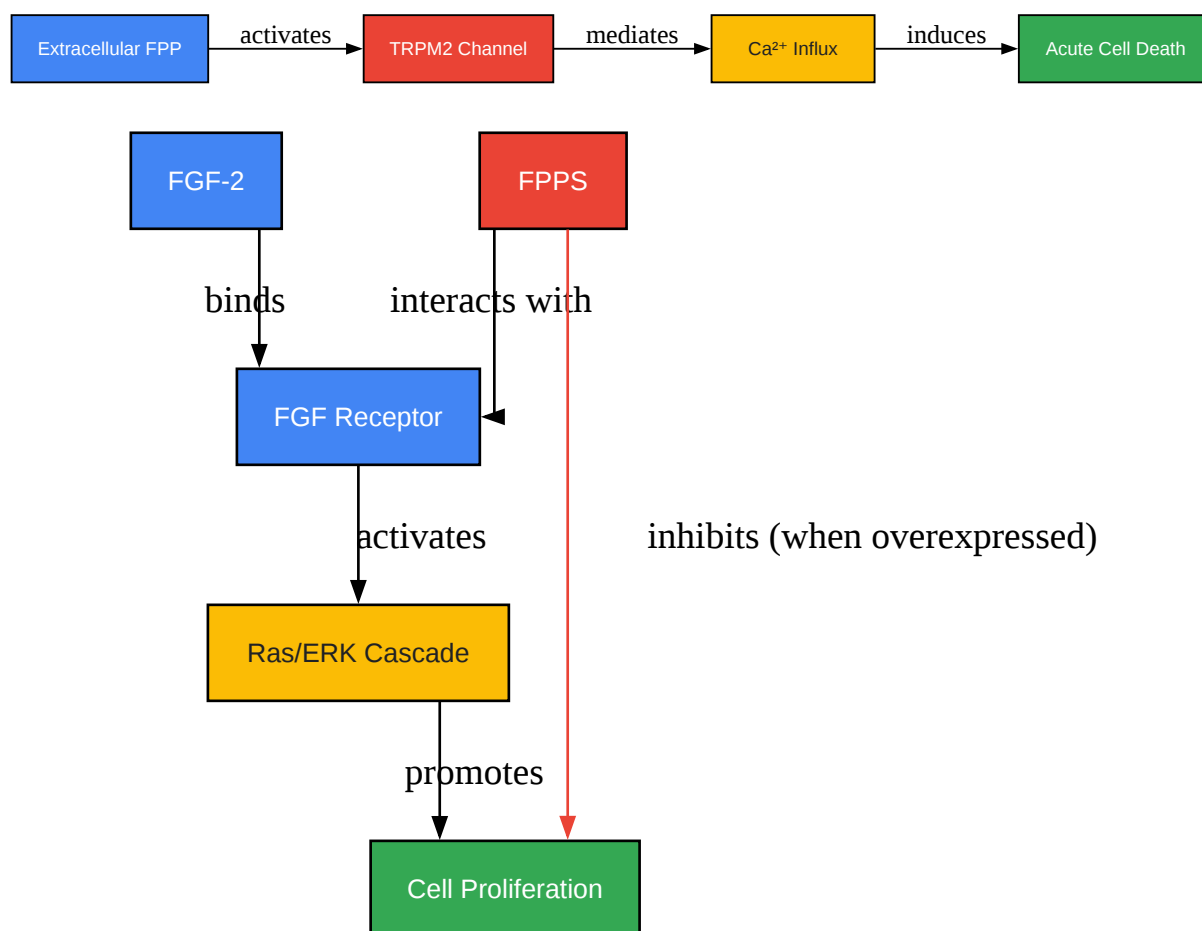 Extracellular FPP
activates
TRPM2 Channel
mediates
Ca²⁺ Influx
induces
Acute Cell Death
FGF-2
FPPS
binds
interacts with
FGF Receptor
activates
inhibits (when overexpressed)
Ras/ERK Cascade
promotes
Cell Proliferation